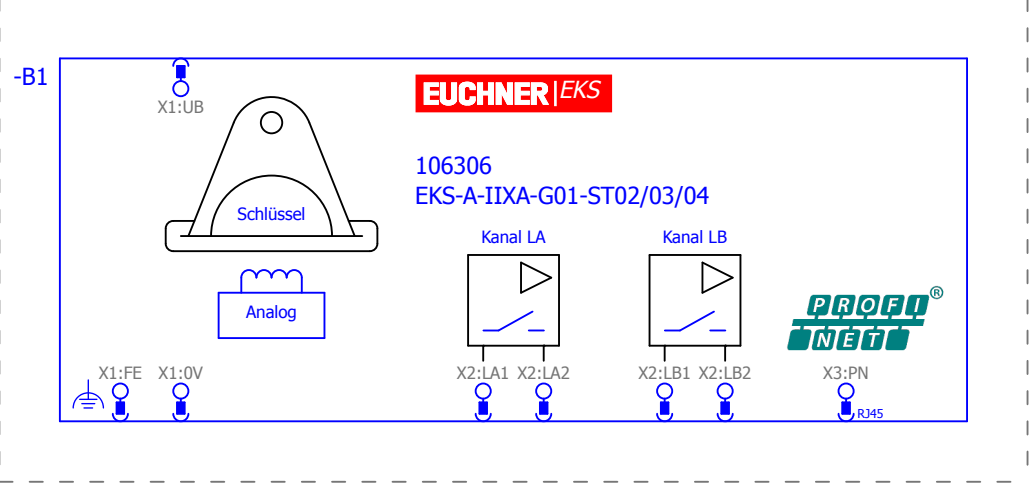 -B1
X1:UB
EUCHNER|EKS
106306
EKS-A-IIXA-G01-ST02/03/04
Schlüssel
Kanal LA
Kanal LB
Analog
PROFI®
NET
X1:FE
X1:0V
X2:LA1
X2:LA2
X2:LB1
X2:LB2
X3:PN
RJ45